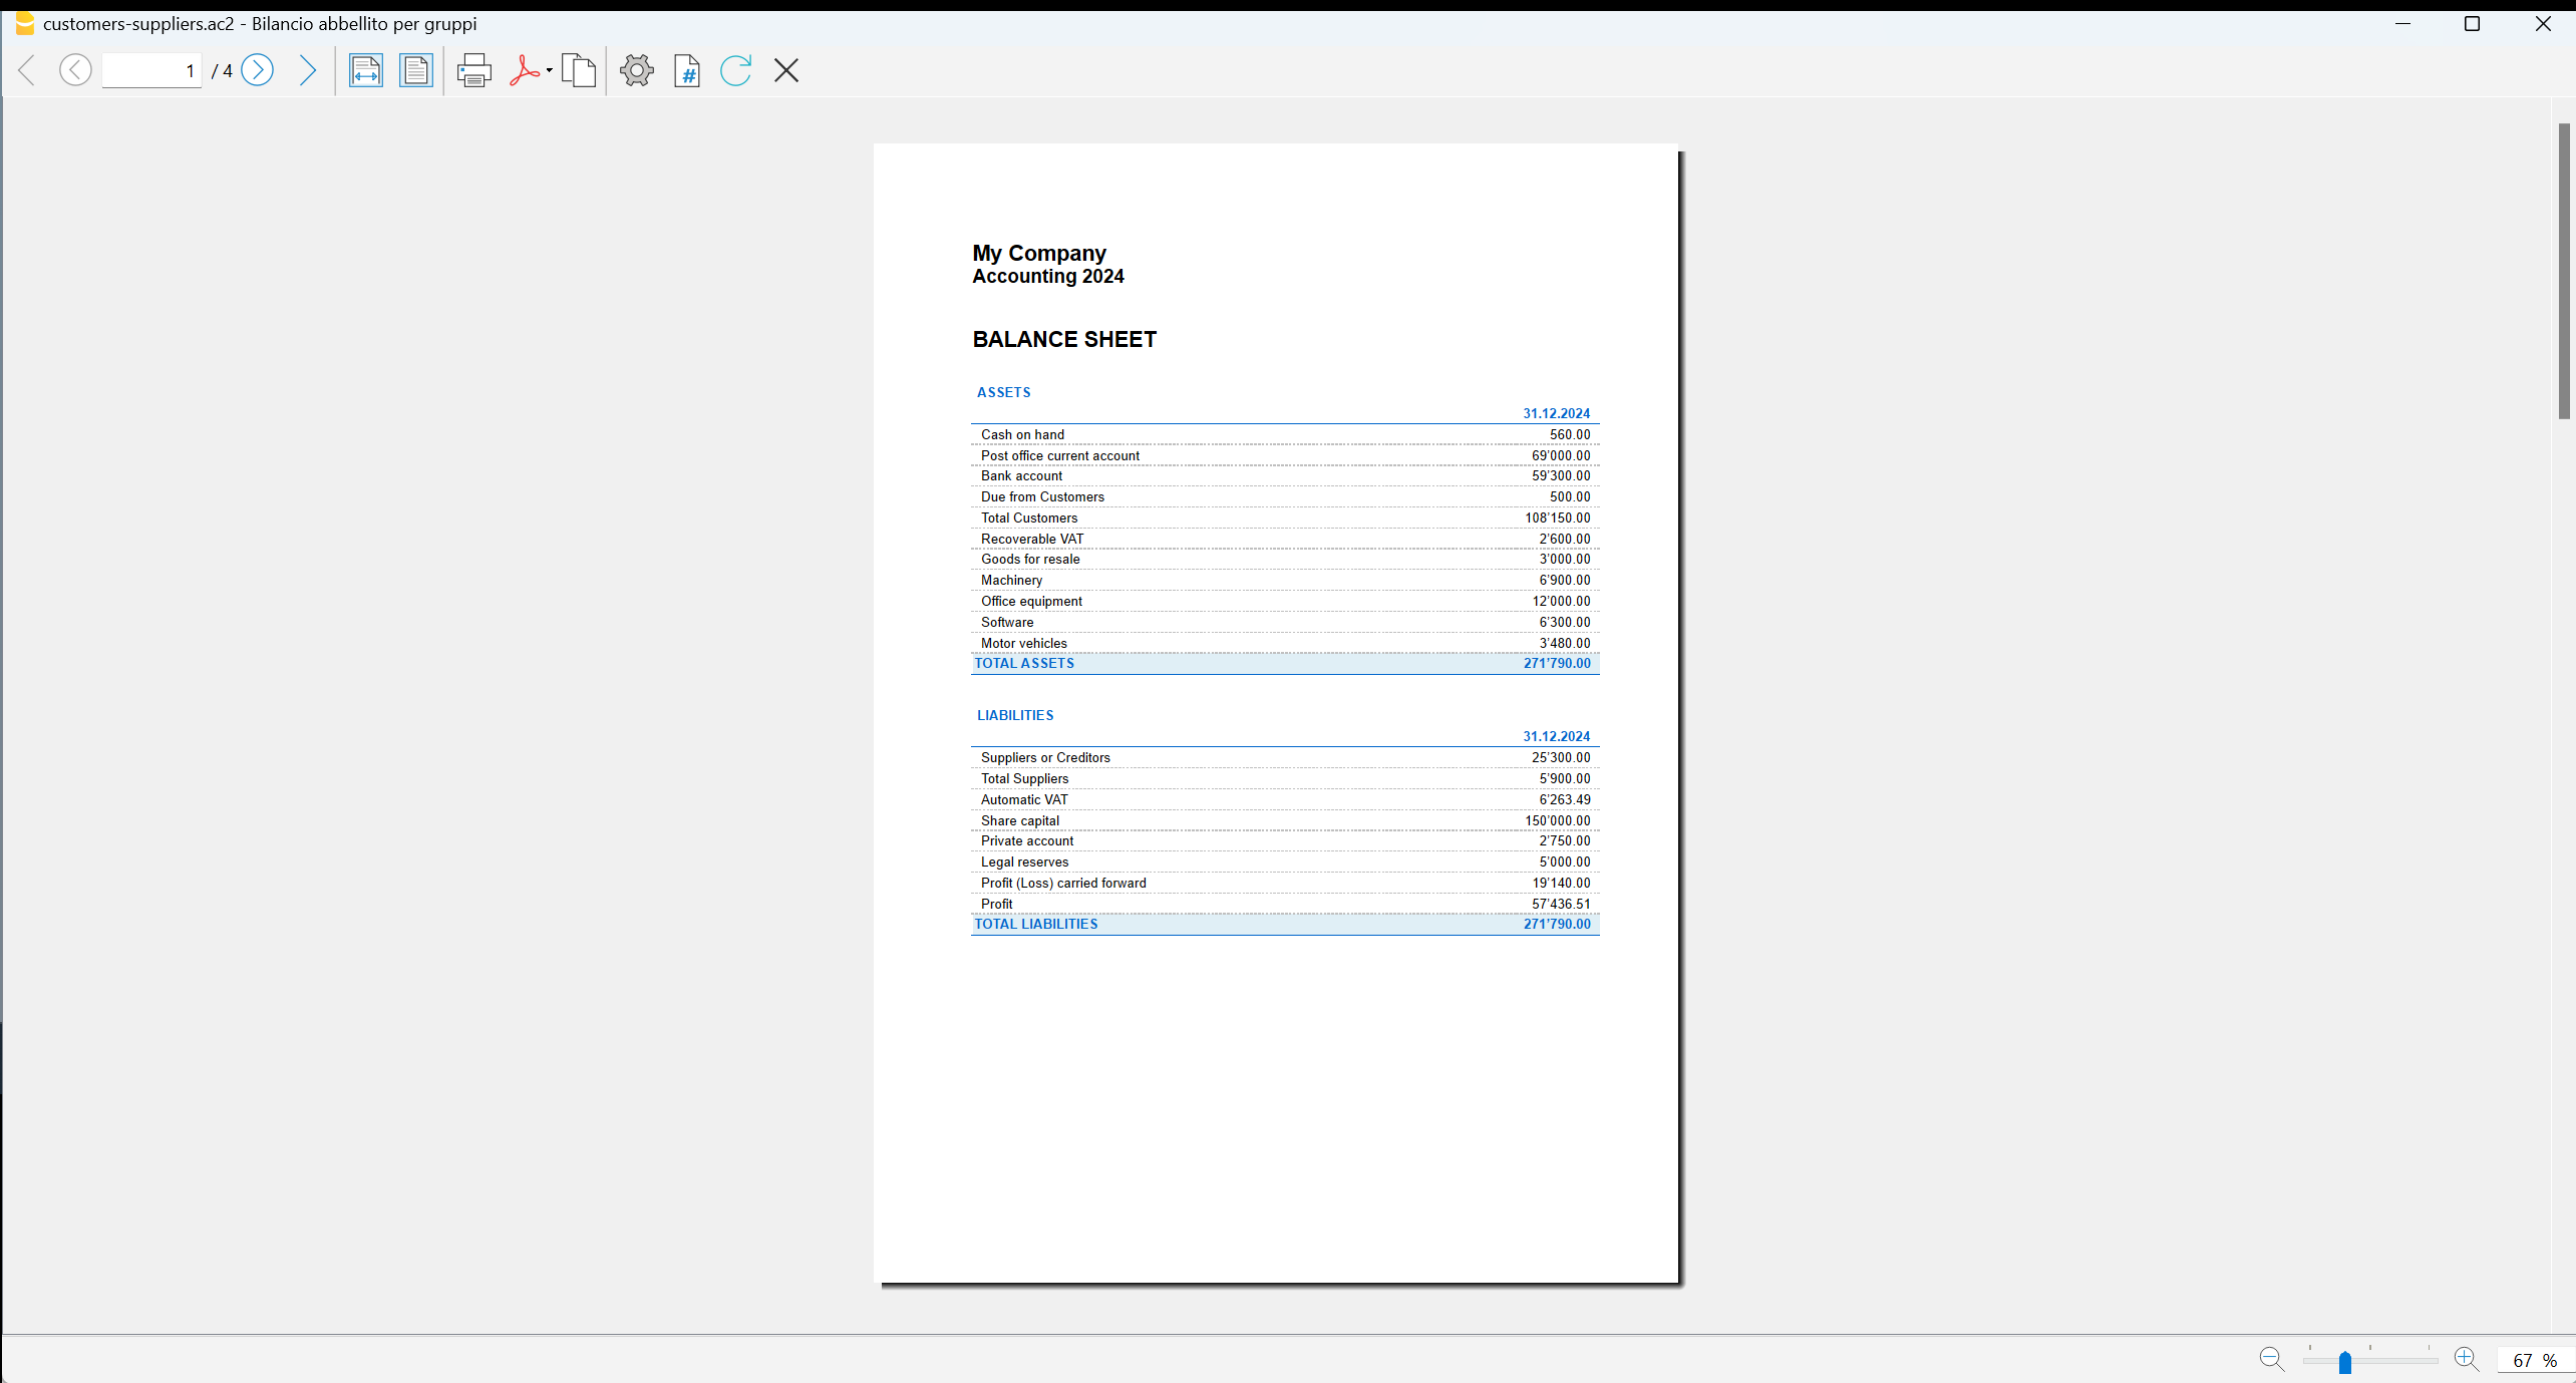 customers-suppliers.ac2 - Bilancio abbellito per gruppi
1 / 4
#
My Company
Accounting 2024
BALANCE SHEET
ASSETS
31.12.2024
Cash on hand 560.00
Post office current account 69'000.00
Bank account 59'300.00
Due from Customers 500.00
Total Customers 108'150.00
Recoverable VAT 2'600.00
Goods for resale 3'000.00
Machinery 6'900.00
Office equipment 12'000.00
Software 6'300.00
Motor vehicles 3'480.00
TOTAL ASSETS 271'790.00
LIABILITIES
31.12.2024
Suppliers or Creditors 25'300.00
Total Suppliers 5'900.00
Automatic VAT 6'263.49
Share capital 150'000.00
Private account 2'750.00
Legal reserves 5'000.00
Profit (Loss) carried forward 19'140.00
Profit 57'436.51
TOTAL LIABILITIES 271'790.00
67 %